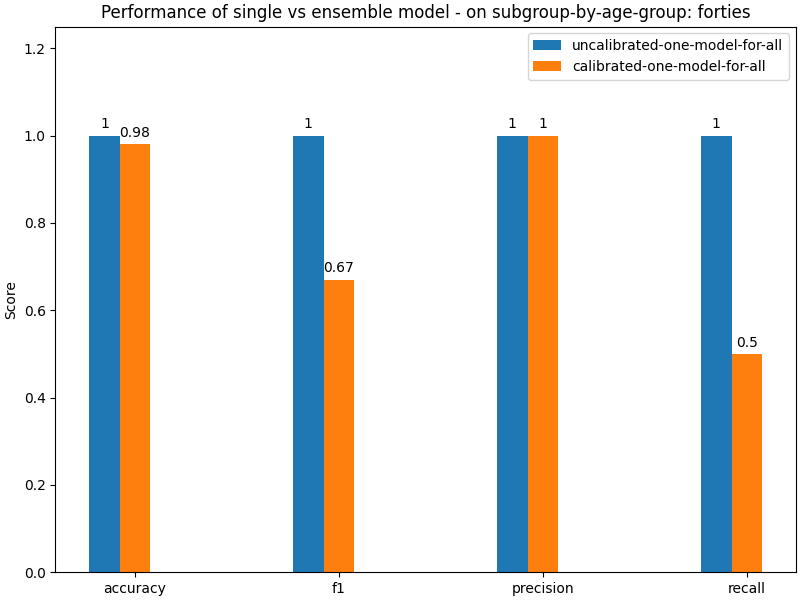 Performance of single vs ensemble model - on subgroup-by-age-group: forties
uncalibrated-one-model-for-all
calibrated-one-model-for-all
Score
1.2
1.0
0.8
0.6
0.4
0.2
0.0
1
0.98
1
0.67
1
1
1
0.5
accuracy
f1
precision
recall